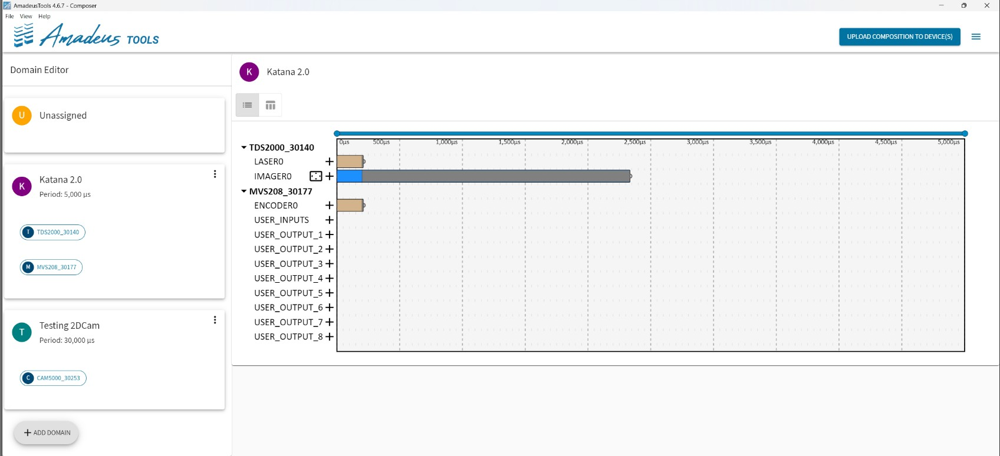 AmadeusTools 4.6.7 - Composer
File View Help
Amadeus TOOLS
UPLOAD COMPOSITION TO DEVICE(S)
Domain Editor
U Unassigned
K Katana 2.0
Period: 5,000 µs
T TDS2000_30140
M MVS208_30177
T Testing 2DCam
Period: 30,000 µs
C CAM5000_30253
+ ADD DOMAIN
K Katana 2.0
0µs 500µs 1,000µs 1,500µs 2,000µs 2,500µs 3,000µs 3,500µs 4,000µs 4,500µs 5,000µs
TDS2000_30140
LASER0
IMAGER0
MVS208_30177
ENCODER0
USER_INPUTS
USER_OUTPUT_1
USER_OUTPUT_2
USER_OUTPUT_3
USER_OUTPUT_4
USER_OUTPUT_5
USER_OUTPUT_6
USER_OUTPUT_7
USER_OUTPUT_8